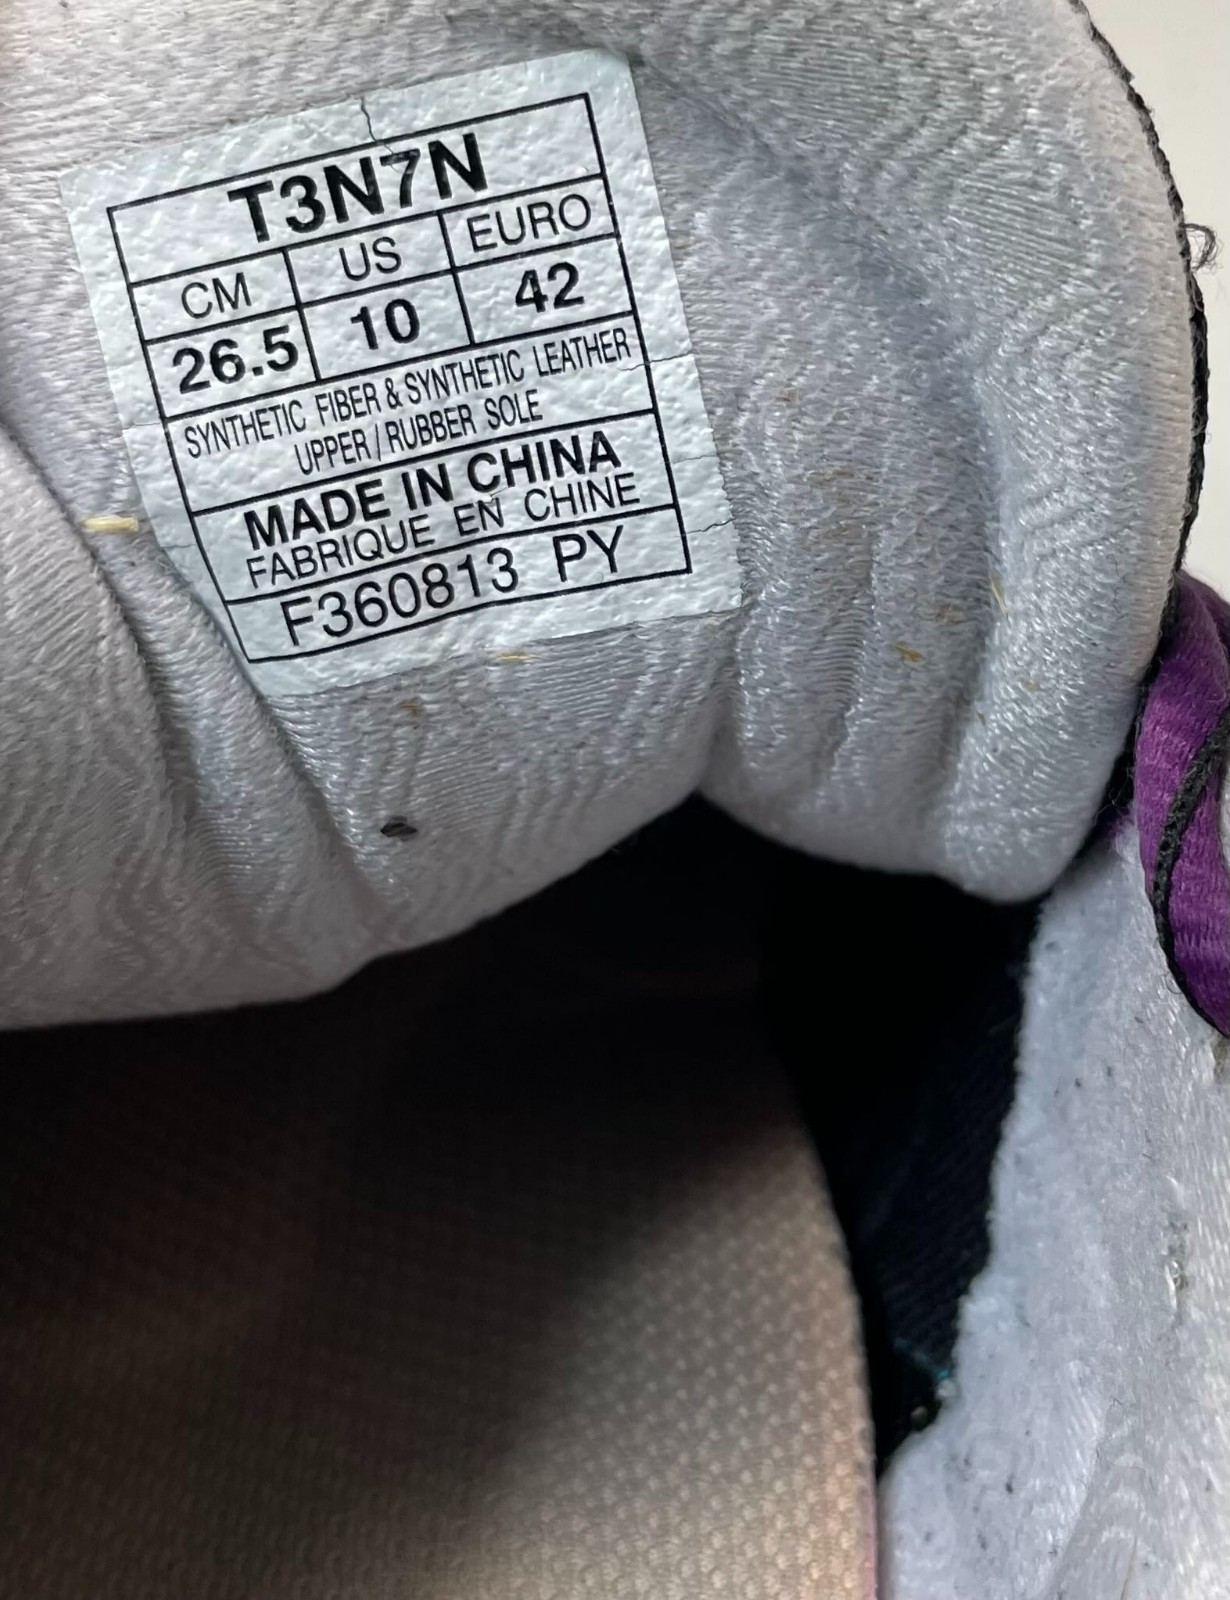 T3N7N
CM US EURO
26.5 10 42
SYNTHETIC FIBER & SYNTHETIC LEATHER
UPPER / RUBBER SOLE
MADE IN CHINA
FABRIQUE EN CHINE
F360813 PY